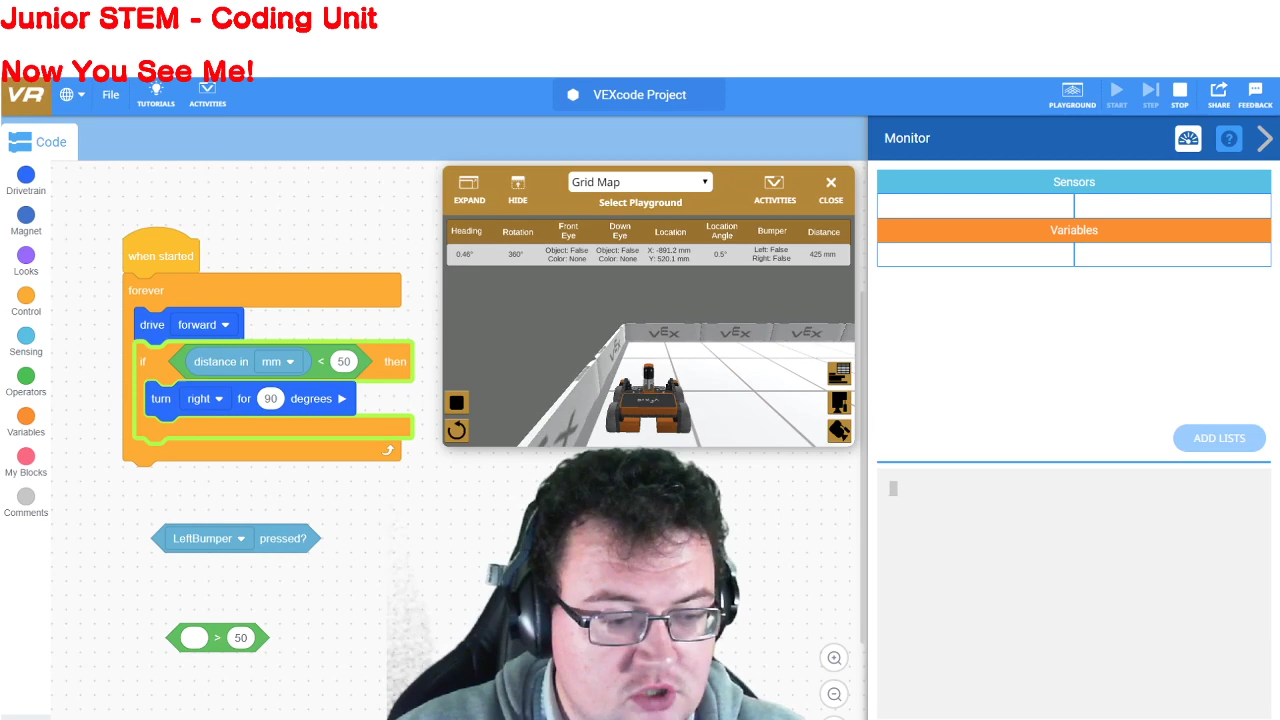 Junior STEM - Coding Unit
Now You See Me!
VR
File
TUTORIALS
ACTIVITIES
VEXcode Project
PLAYGROUND
START
STEP
STOP
SHARE
FEEDBACK
Code
Monitor
?
Drivetrain
Magnet
Looks
Control
Sensing
Operators
Variables
My Blocks
Comments
when started
forever
drive forward
if distance in mm < 50 then
turn right for 90 degrees
LeftBumper pressed?
> 50
EXPAND
HIDE
Grid Map
Select Playground
ACTIVITIES
CLOSE
Heading Rotation Front Eye Down Eye Location Location Angle Bumper Distance
0.46° 360° Object: False Color: None Object: False Color: None X: -891.2 mm Y: 520.1 mm 0.5° Left: False Right: False 425 mm
VEX VEX VEX
Sensors
Variables
ADD LISTS